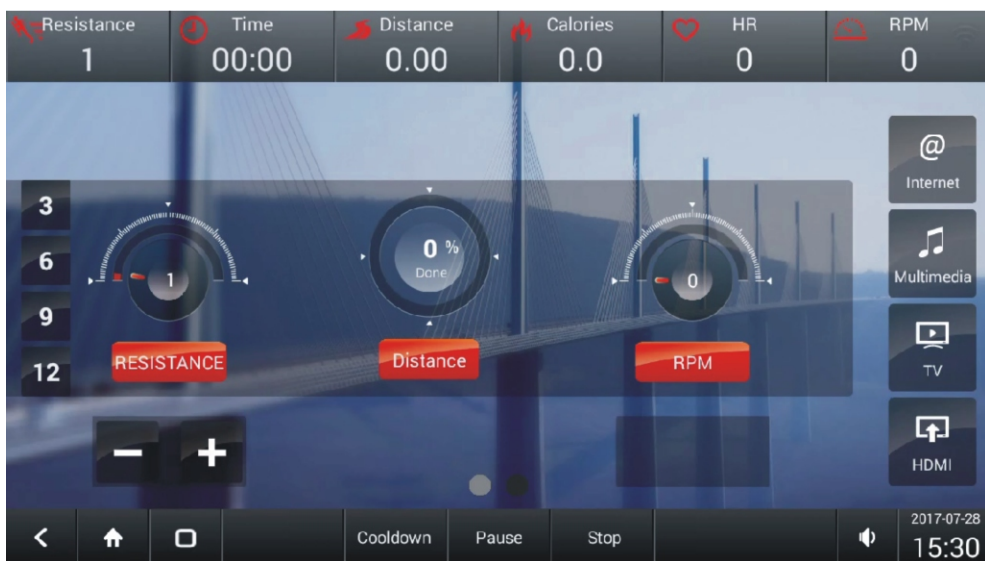 Resistance
1
Time
00:00
Distance
0.00
Calories
0.0
HR
0
RPM
0
@
Internet
Multimedia
TV
HDMI
3
6
9
12
1
RESISTANCE
0 %
Done
Distance
0
RPM
− +
Cooldown Pause Stop
2017-07-28
15:30